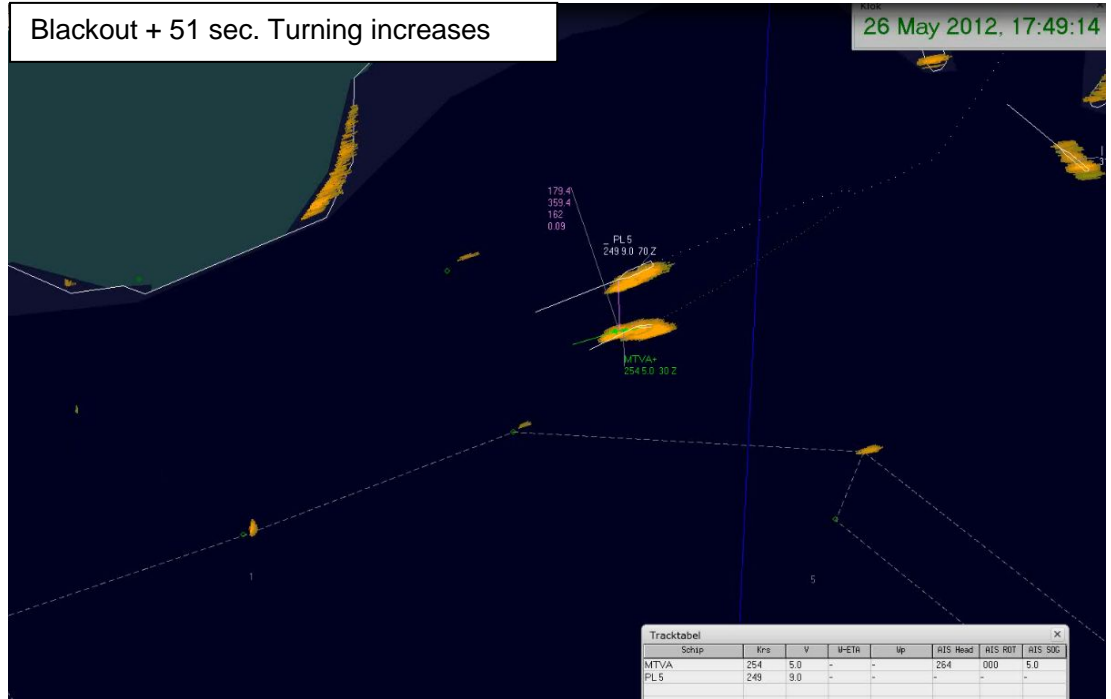 Blackout + 51 sec. Turning increases
Klok
26 May 2012, 17:49:14
179.4
359.4
162
0.09
PL5
249 9.0 70 Z
MTVA+
254 5.0 30 Z
1
5
Tracktabel
Schip Krs V W-ETA Wp AIS Head AIS ROT AIS SOG
MTVA 254 5.0 - - 264 000 5.0
PL5 249 9.0 - - - - -